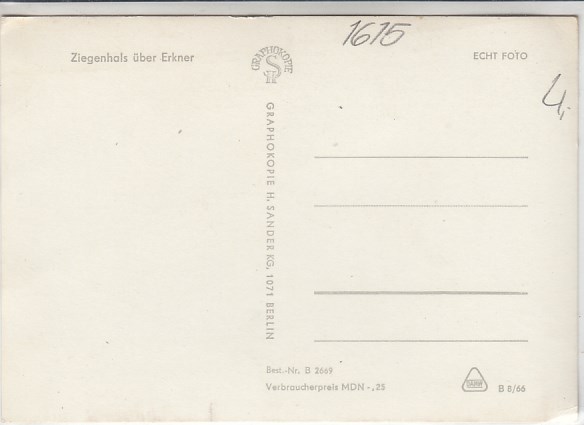 1615
Ziegenhals über Erkner
GRAPHOKOPIE
ECHT FOTO
4,-
GRAPHOKOPIE H. SANDER KG, 1071 BERLIN
Best.-Nr. B 2669
Verbraucherpreis MDN -,25
B 8/66